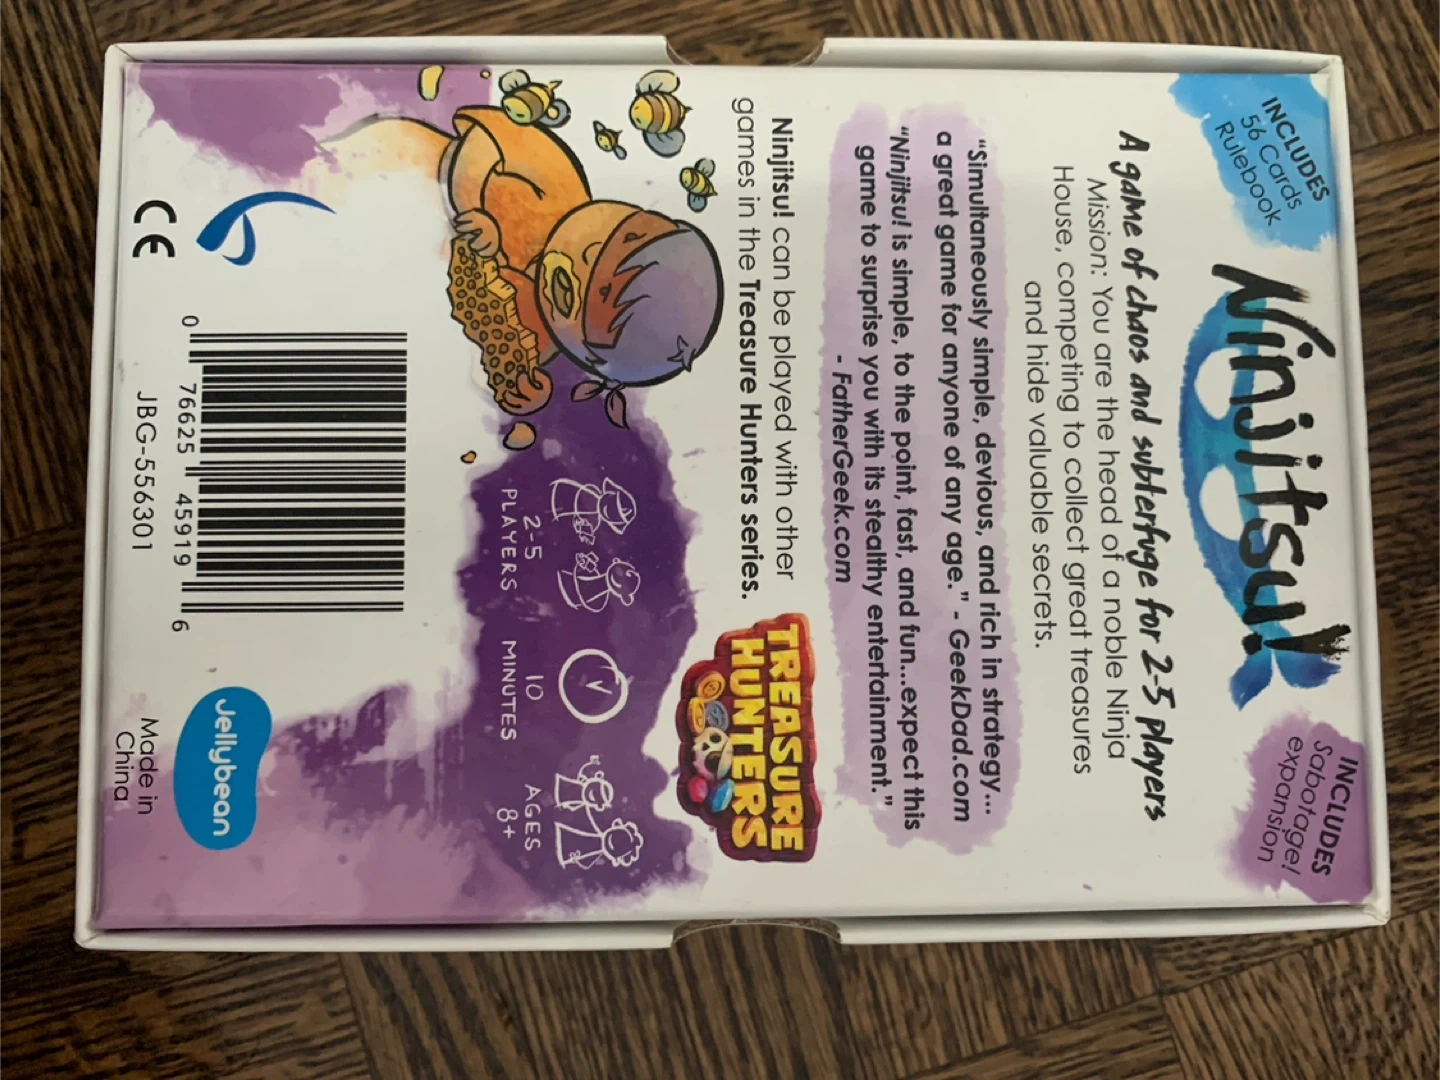 INCLUDES
56 Cards
Rulebook
Ninjitsu!
INCLUDES
Sabotage!
expansion
A game of chaos and subterfuge for 2-5 players
Mission: You are the head of a noble Ninja
House, competing to collect great treasures
and hide valuable secrets.
"Simultaneously simple, devious, and rich in strategy...
a great game for anyone of any age." - GeekDad.com
"Ninjitsu! is simple, to the point, fast, and fun...expect this
game to surprise you with its stealthy entertainment."
- FatherGeek.com
Ninjitsu! can be played with other
games in the Treasure Hunters series.
TREASURE
HUNTERS
2-5
PLAYERS
10
MINUTES
AGES
8+
CE
0 76625 45919 6
JBG-556301
Jellybean
Made in
China